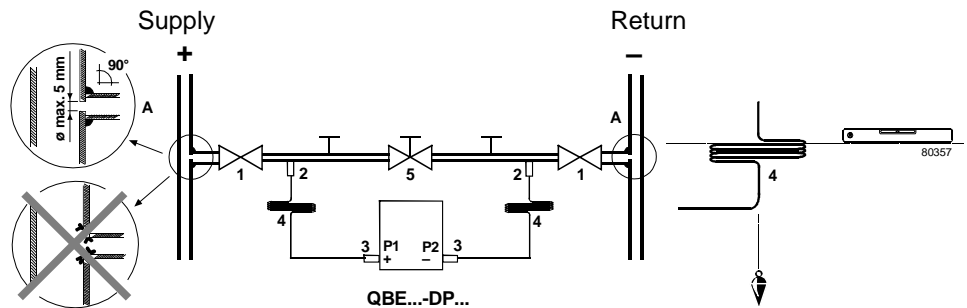 Supply
Return
+
–
90°
ø max. 5 mm
A
A
1
2
5
2
1
4
4
3
P1
+
P2
–
3
QBE...-DP...
80357
4